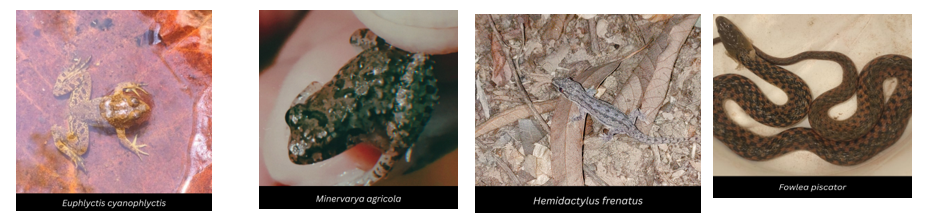 Euphlyctis cyanophlyctis
Minervarya agricola
Hemidactylus frenatus
Fowlea piscator